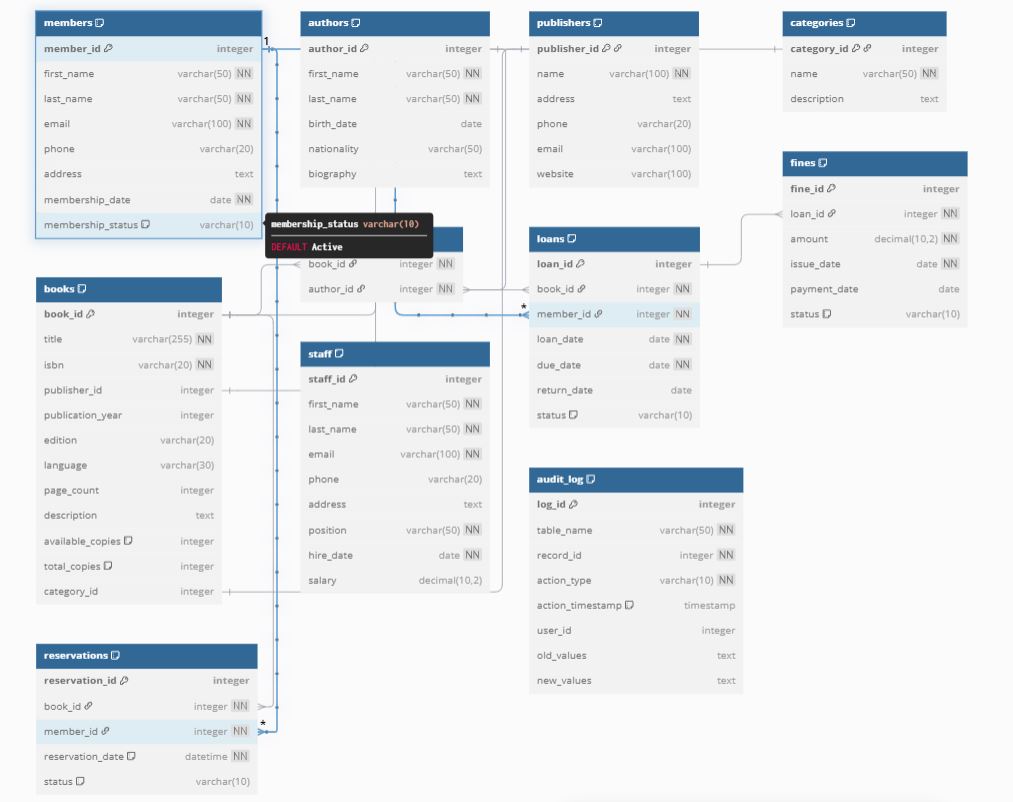 members
member_id integer
first_name varchar(50) NN
last_name varchar(50) NN
email varchar(100) NN
phone varchar(20)
address text
membership_date date NN
membership_status varchar(10)
1
authors
author_id integer
first_name varchar(50) NN
last_name varchar(50) NN
birth_date date
nationality varchar(50)
biography text
publishers
publisher_id integer
name varchar(100) NN
address text
phone varchar(20)
email varchar(100)
website varchar(100)
categories
category_id integer
name varchar(50) NN
description text
fines
fine_id integer
loan_id integer NN
amount decimal(10,2) NN
issue_date date NN
payment_date date
status varchar(10)
membership_status varchar(10)
DEFAULT Active
book_id integer NN
author_id integer NN
loans
loan_id integer
book_id integer NN
*
member_id integer NN
loan_date date NN
due_date date NN
return_date date
status varchar(10)
books
book_id integer
title varchar(255) NN
isbn varchar(20) NN
publisher_id integer
publication_year integer
edition varchar(20)
language varchar(30)
page_count integer
description text
available_copies integer
total_copies integer
category_id integer
staff
staff_id integer
first_name varchar(50) NN
last_name varchar(50) NN
email varchar(100) NN
phone varchar(20)
address text
position varchar(50) NN
hire_date date NN
salary decimal(10,2)
audit_log
log_id integer
table_name varchar(50) NN
record_id integer NN
action_type varchar(10) NN
action_timestamp timestamp
user_id integer
old_values text
new_values text
reservations
reservation_id integer
book_id integer NN
*
member_id integer NN
reservation_date datetime NN
status varchar(10)